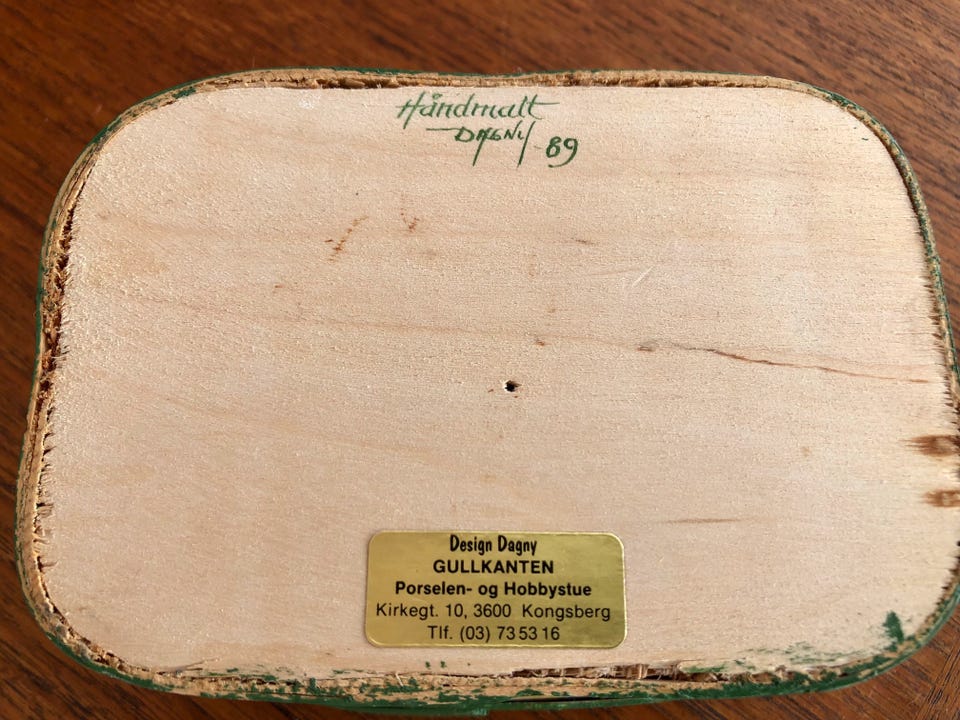 Håndmalt
DAGNY 89
Design Dagny
GULLKANTEN
Porselen- og Hobbystue
Kirkegt. 10, 3600 Kongsberg
Tlf. (03) 73 53 16